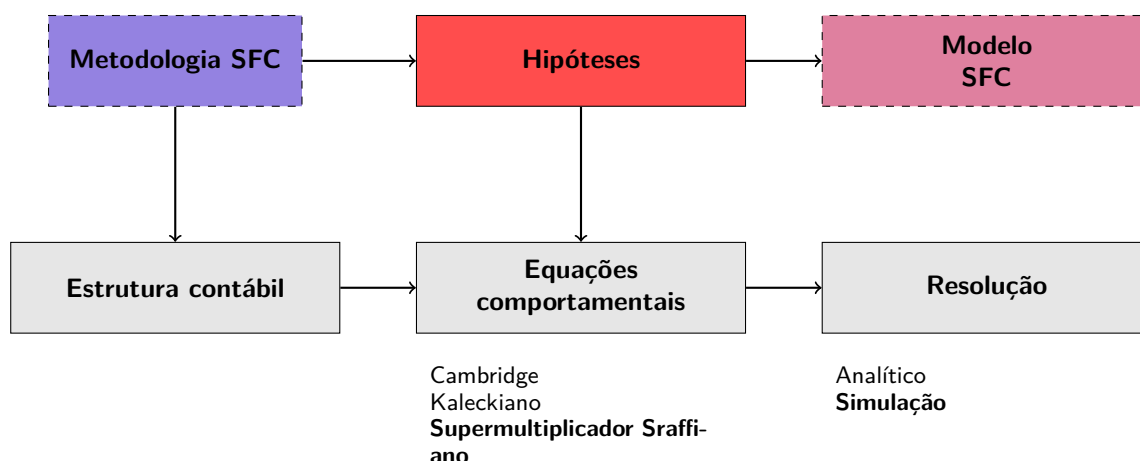 Metodologia SFC
Hipóteses
Modelo
SFC
Estrutura contábil
Equações
comportamentais
Resolução
Cambridge
Kaleckiano
Supermultiplicador Sraffi-
ano
Analítico
Simulação